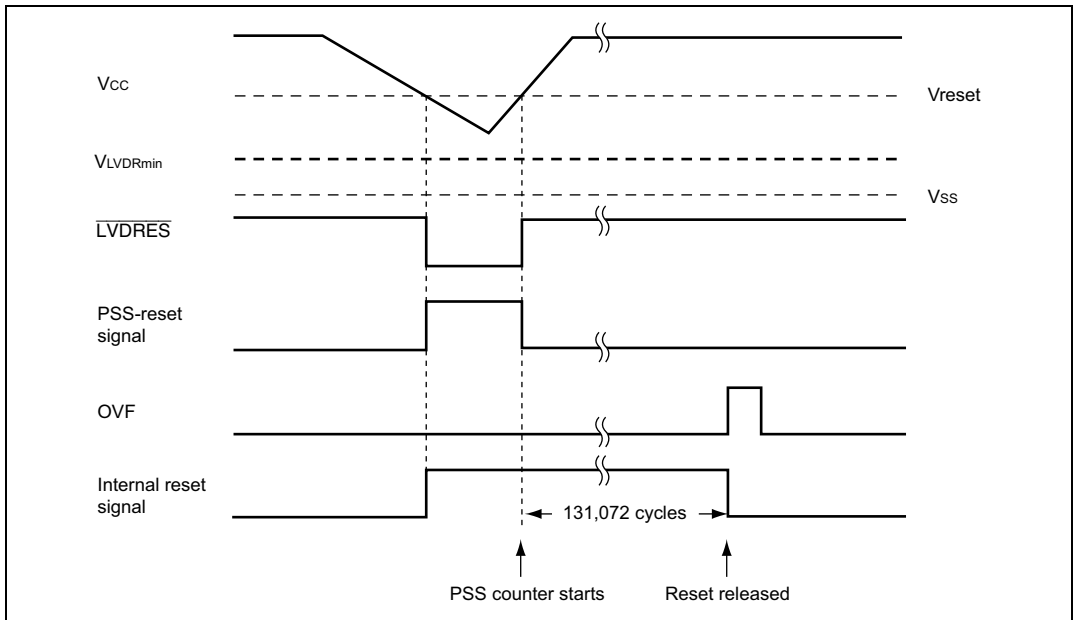 Vcc
Vreset
VLVDRmin
Vss
LVDRES
PSS-reset
signal
OVF
Internal reset
signal
131,072 cycles
PSS counter starts
Reset released